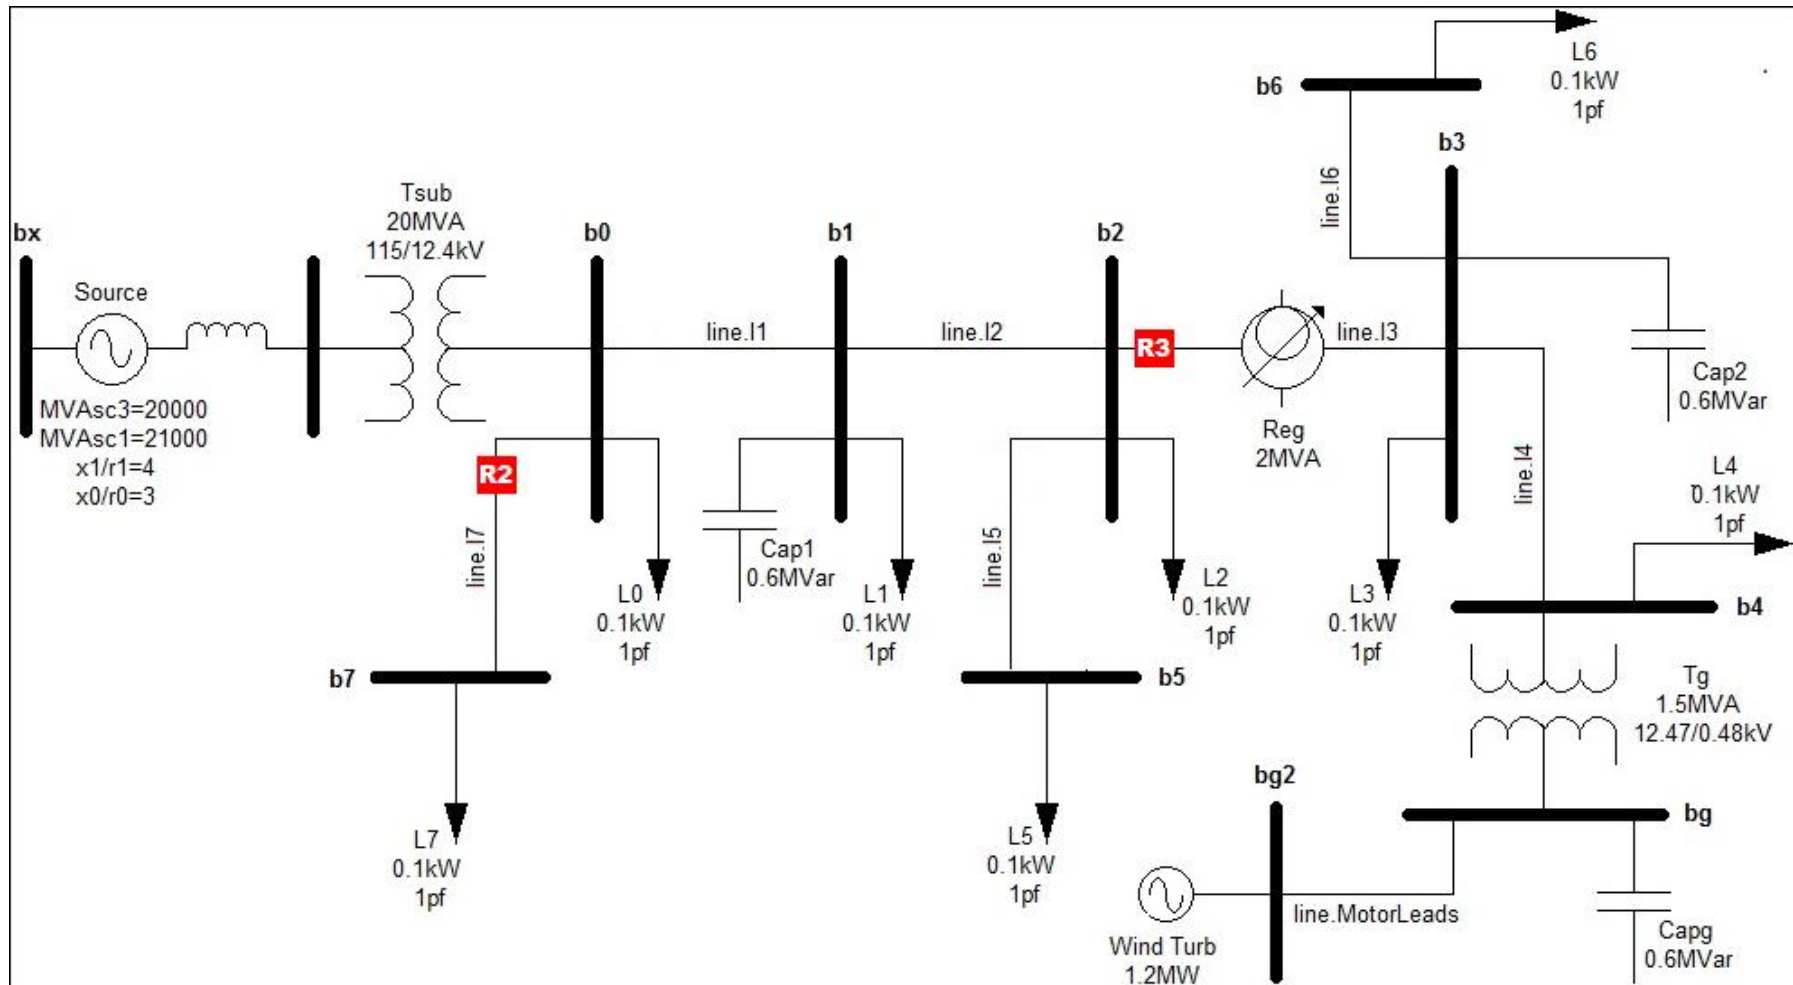 L6
0.1kW
1pf
b6
b3
line.l6
Tsub
20MVA
115/12.4kV
bx
b0
b1
b2
Source
line.l1
line.l2
R3
line.l3
Cap2
0.6MVar
MVAsc3=20000
MVAsc1=21000
x1/r1=4
x0/r0=3
Reg
2MVA
line.l4
L4
0.1kW
1pf
R2
line.l7
Cap1
0.6MVar
line.l5
L0
0.1kW
1pf
L1
0.1kW
1pf
L2
0.1kW
1pf
L3
0.1kW
1pf
b4
b7
b5
Tg
1.5MVA
12.47/0.48kV
bg2
bg
L7
0.1kW
1pf
L5
0.1kW
1pf
line.MotorLeads
Wind Turb
1.2MW
Capg
0.6MVar